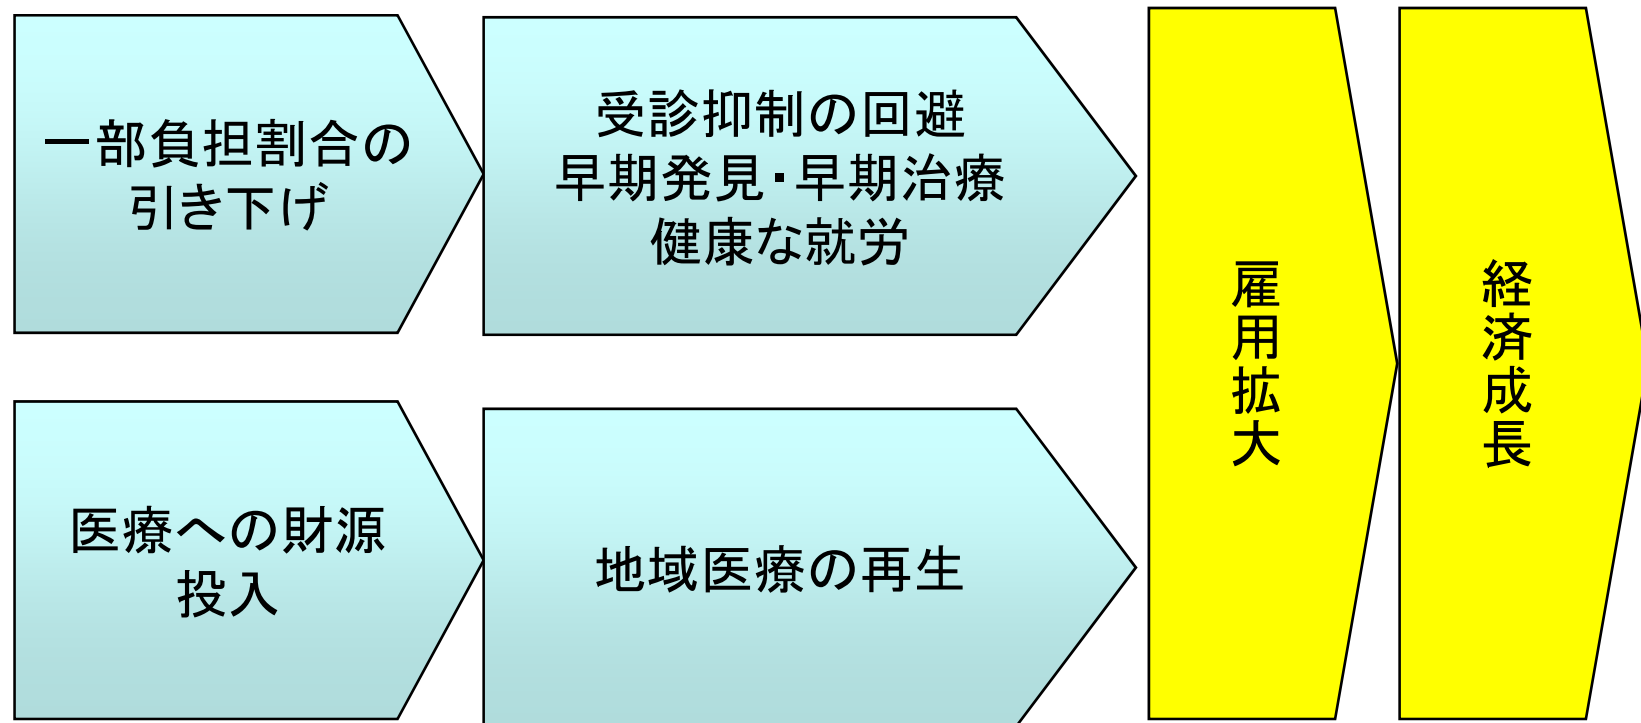 一部負担割合の
引き下げ
受診抑制の回避
早期発見･早期治療
健康な就労
医療への財源
投入
地域医療の再生
雇用拡大
経済成長